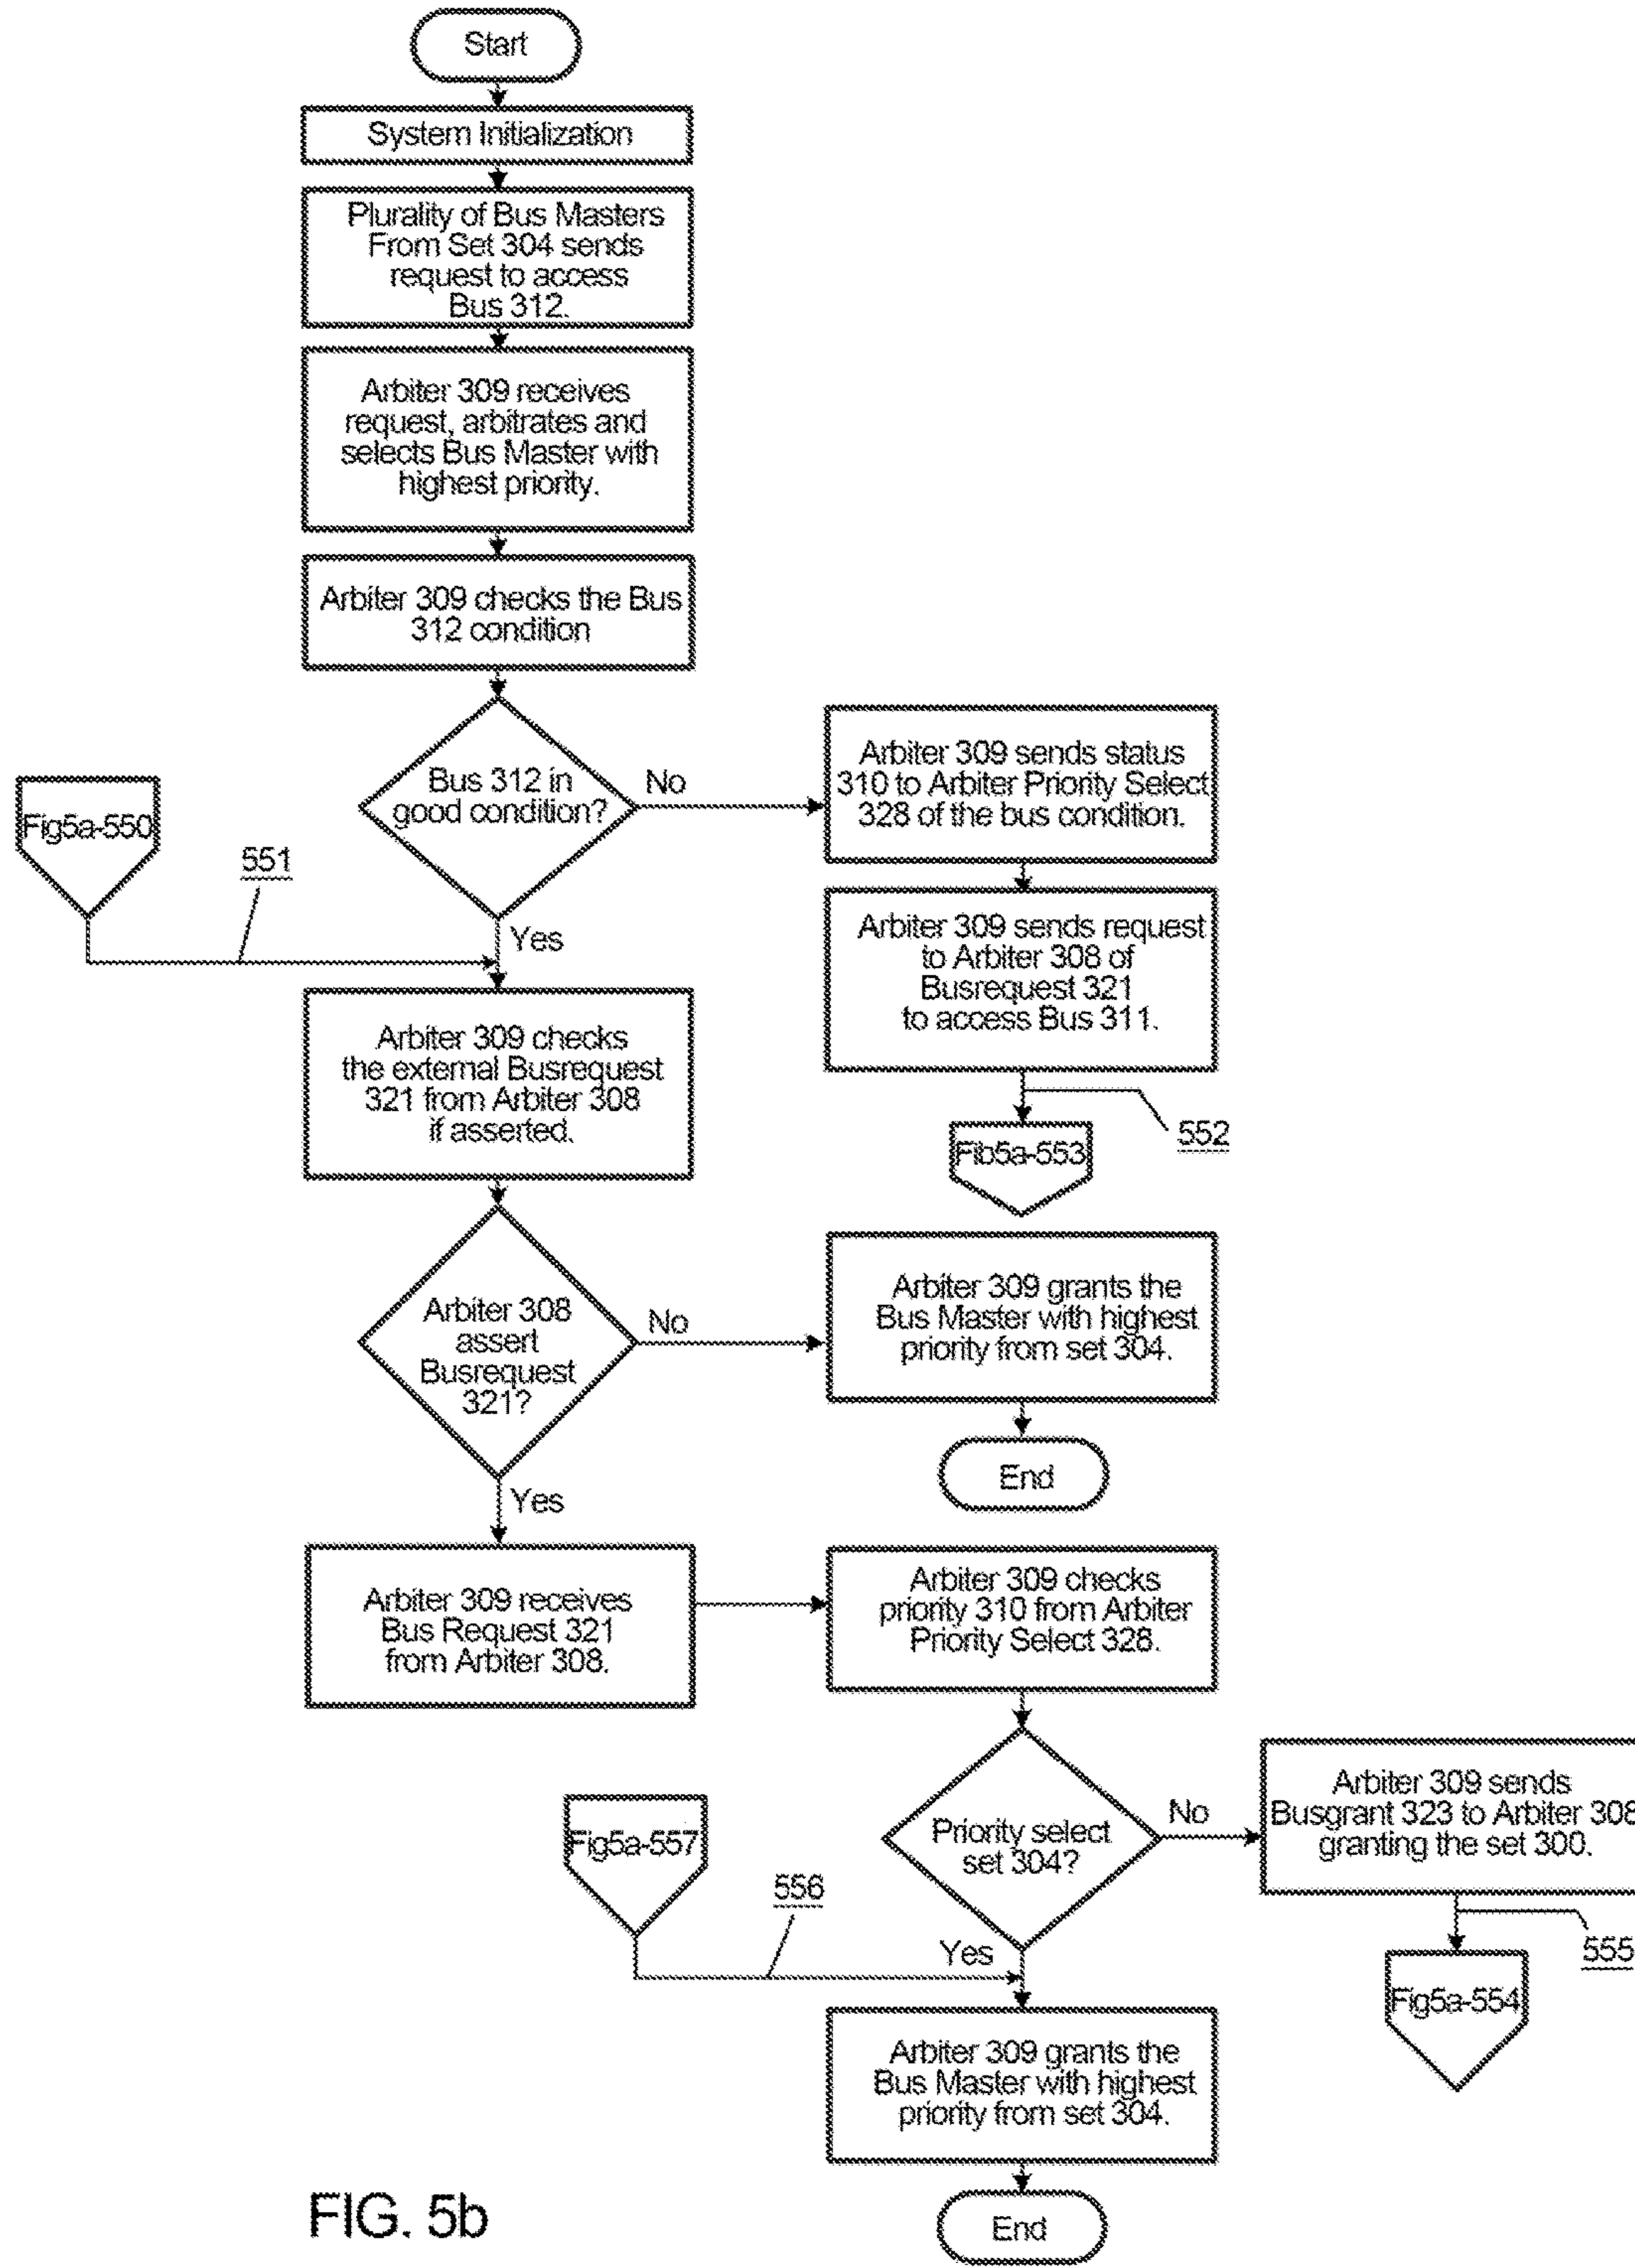 Start
System Initialization
Plurality of Bus Masters
From Set 304 sends
request to access
Bus 312.
Arbiter 309 receives
request, arbitrates and
selects Bus Master with
highest priority.
Arbiter 309 checks the Bus
312 condition
Bus 312 in
good condition?
No
Yes
Arbiter 309 sends status
310 to Arbiter Priority Select
328 of the bus condition.
Fig5a-550
551
Arbiter 309 sends request
to Arbiter 308 of
Busrequest 321
to access Bus 311.
552
Fib5a-553
Arbiter 309 checks
the external Busrequest
321 from Arbiter 308
if asserted.
Arbiter 308
assert
Busrequest
321?
No
Yes
Arbiter 309 grants the
Bus Master with highest
priority from set 304.
End
Arbiter 309 receives
Bus Request 321
from Arbiter 308.
Arbiter 309 checks
priority 310 from Arbiter
Priority Select 328.
Priority select
set 304?
No
Yes
Arbiter 309 sends
Busgrant 323 to Arbiter 308
granting the set 300.
555
Fig5a-554
Fig5a-557
556
Arbiter 309 grants the
Bus Master with highest
priority from set 304.
End
FIG. 5b